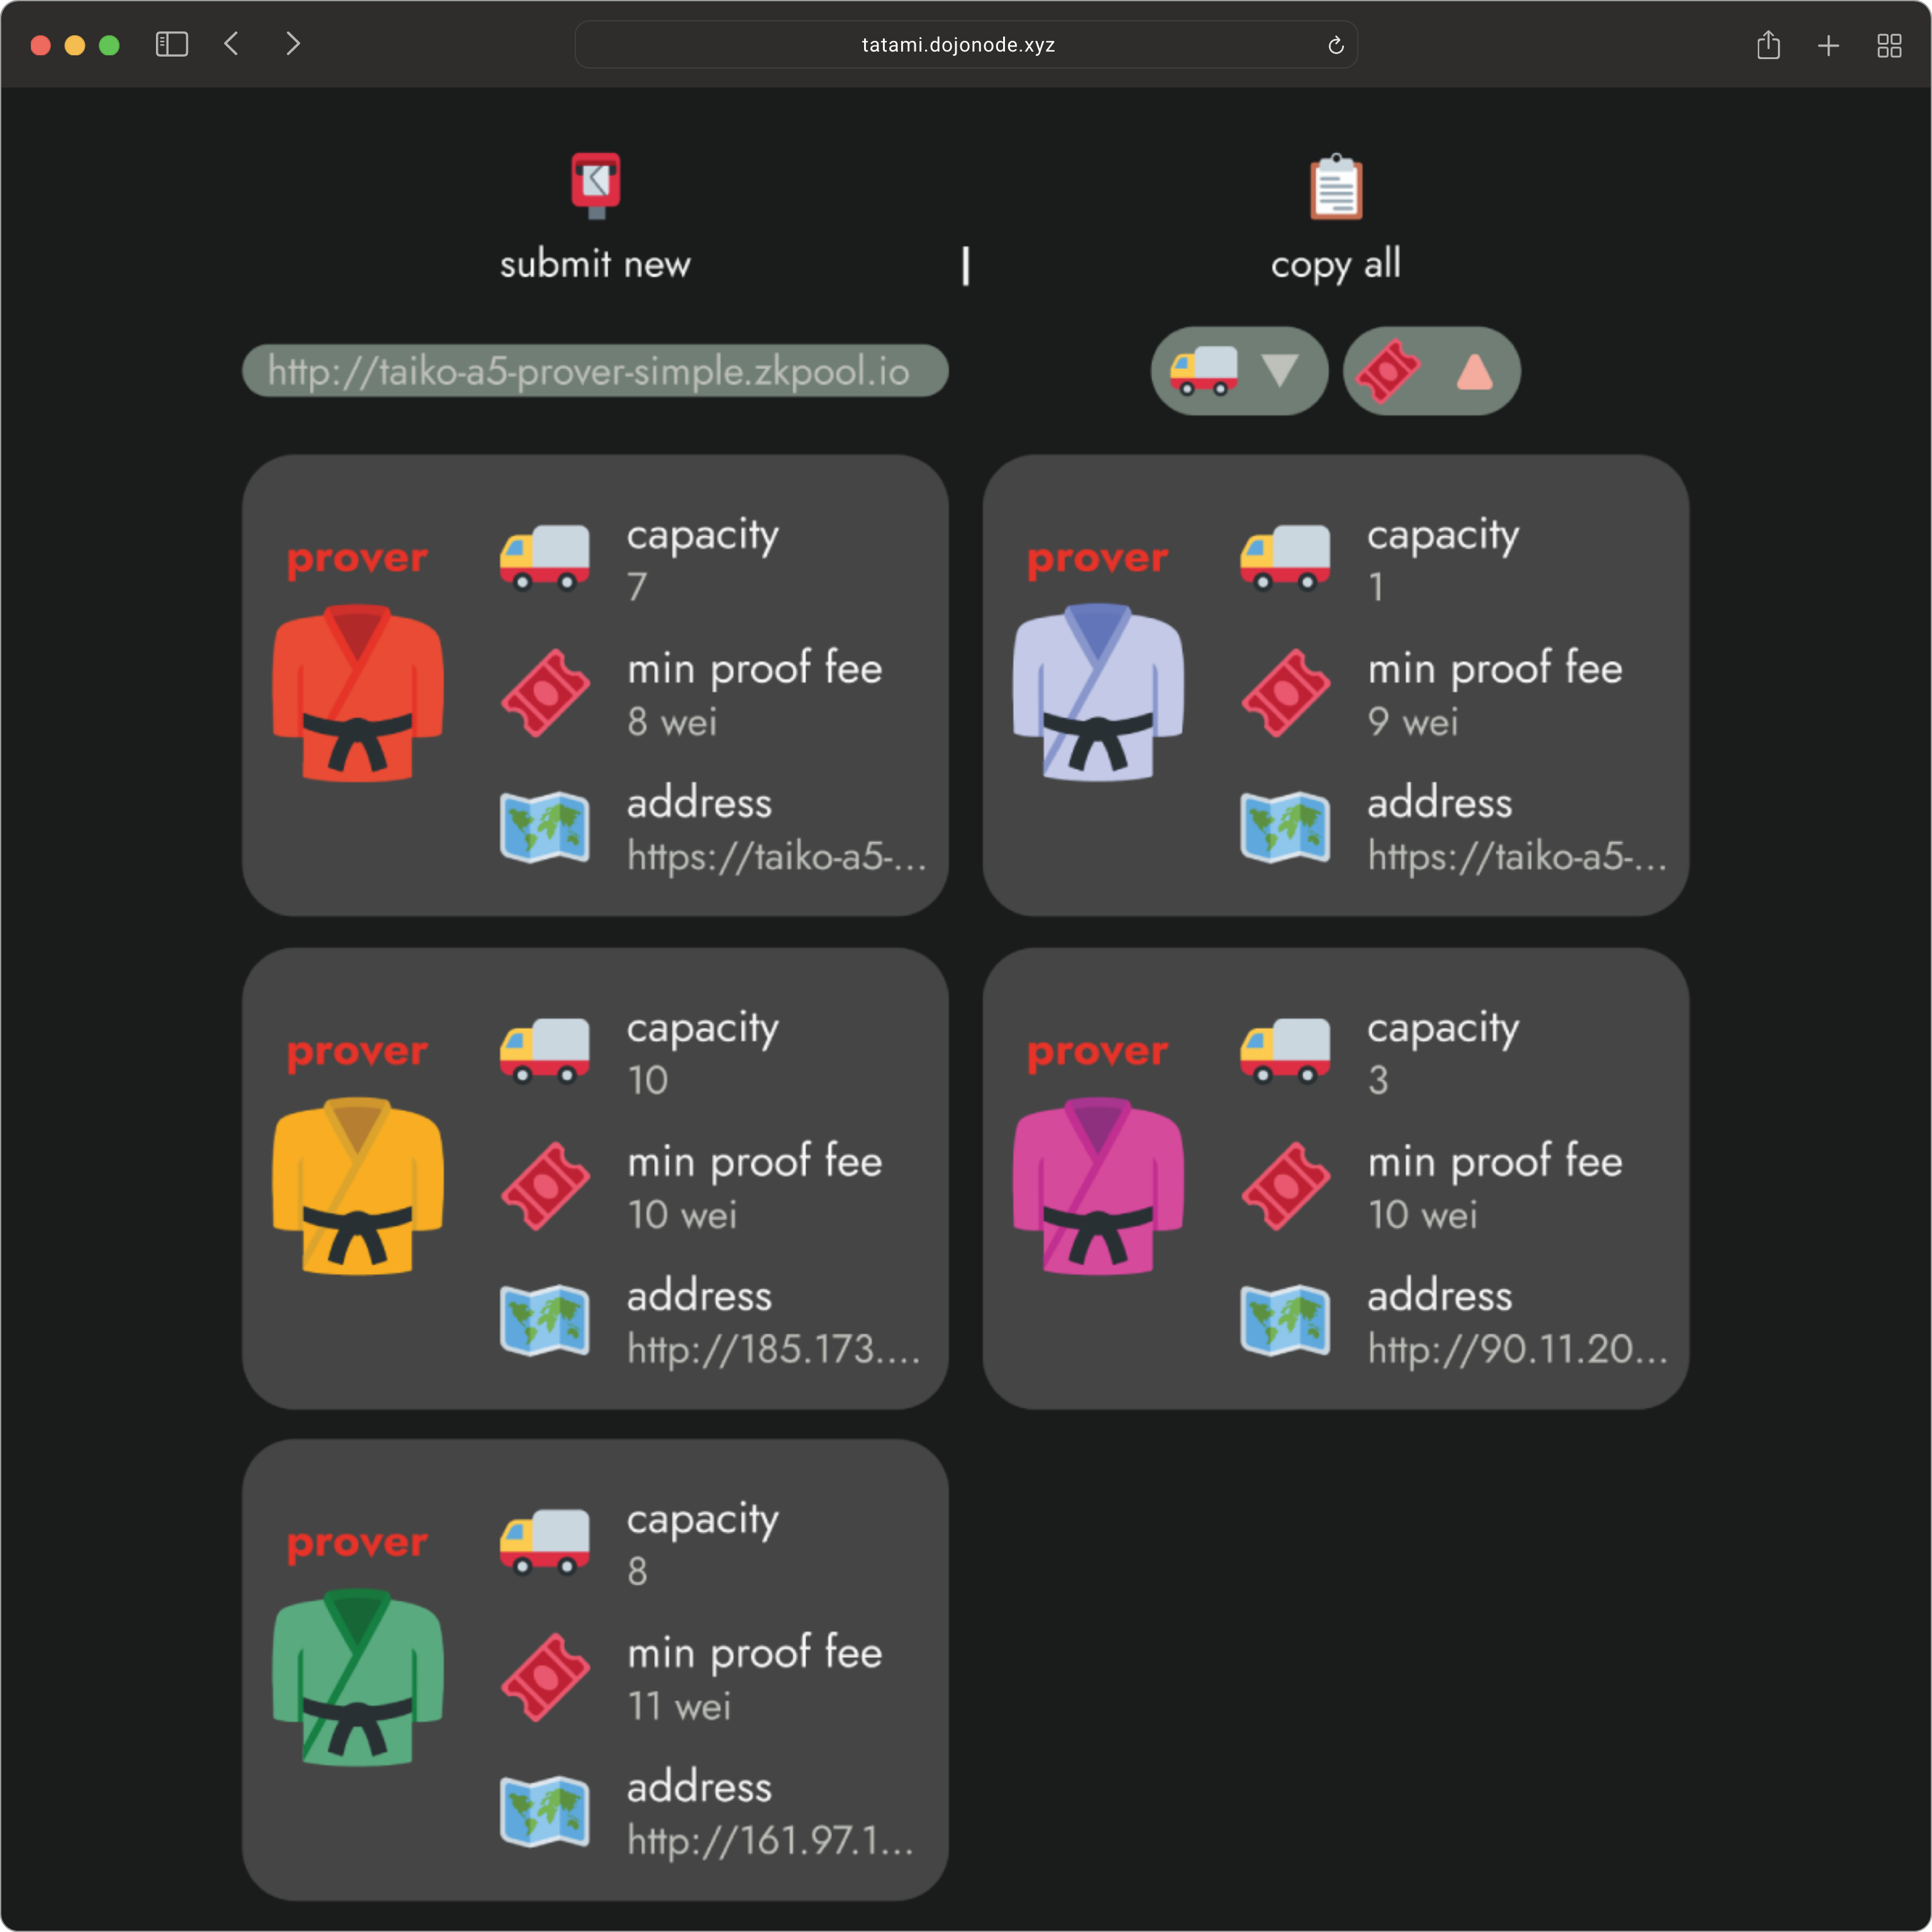 tatami.dojonode.xyz
submit new
|
copy all
http://taiko-a5-prover-simple.zkpool.io
prover
capacity
7
min proof fee
8 wei
address
https://taiko-a5-...
prover
capacity
1
min proof fee
9 wei
address
https://taiko-a5-...
prover
capacity
10
min proof fee
10 wei
address
http://185.173....
prover
capacity
3
min proof fee
10 wei
address
http://90.11.20...
prover
capacity
8
min proof fee
11 wei
address
http://161.97.1...